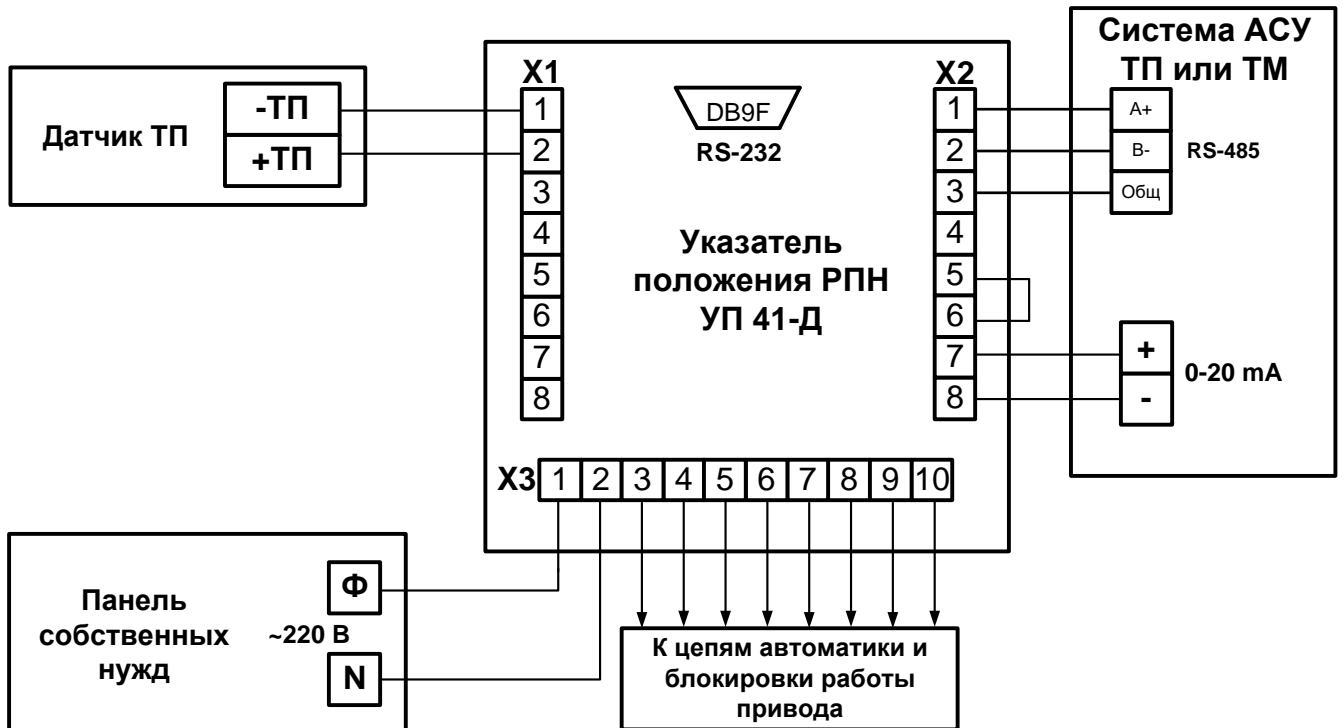 Датчик ТП
-ТП
+ТП
X1
1
2
3
4
5
6
7
8
DB9F
RS-232
Указатель
положения РПН
УП 41-Д
X2
1
2
3
4
5
6
7
8
Система АСУ
ТП или ТМ
A+
B-
Общ
RS-485
+
-
0-20 mA
X3 1 2 3 4 5 6 7 8 9 10
Панель
собственных
нужд
~220 В
Ф
N
К цепям автоматики и
блокировки работы
привода